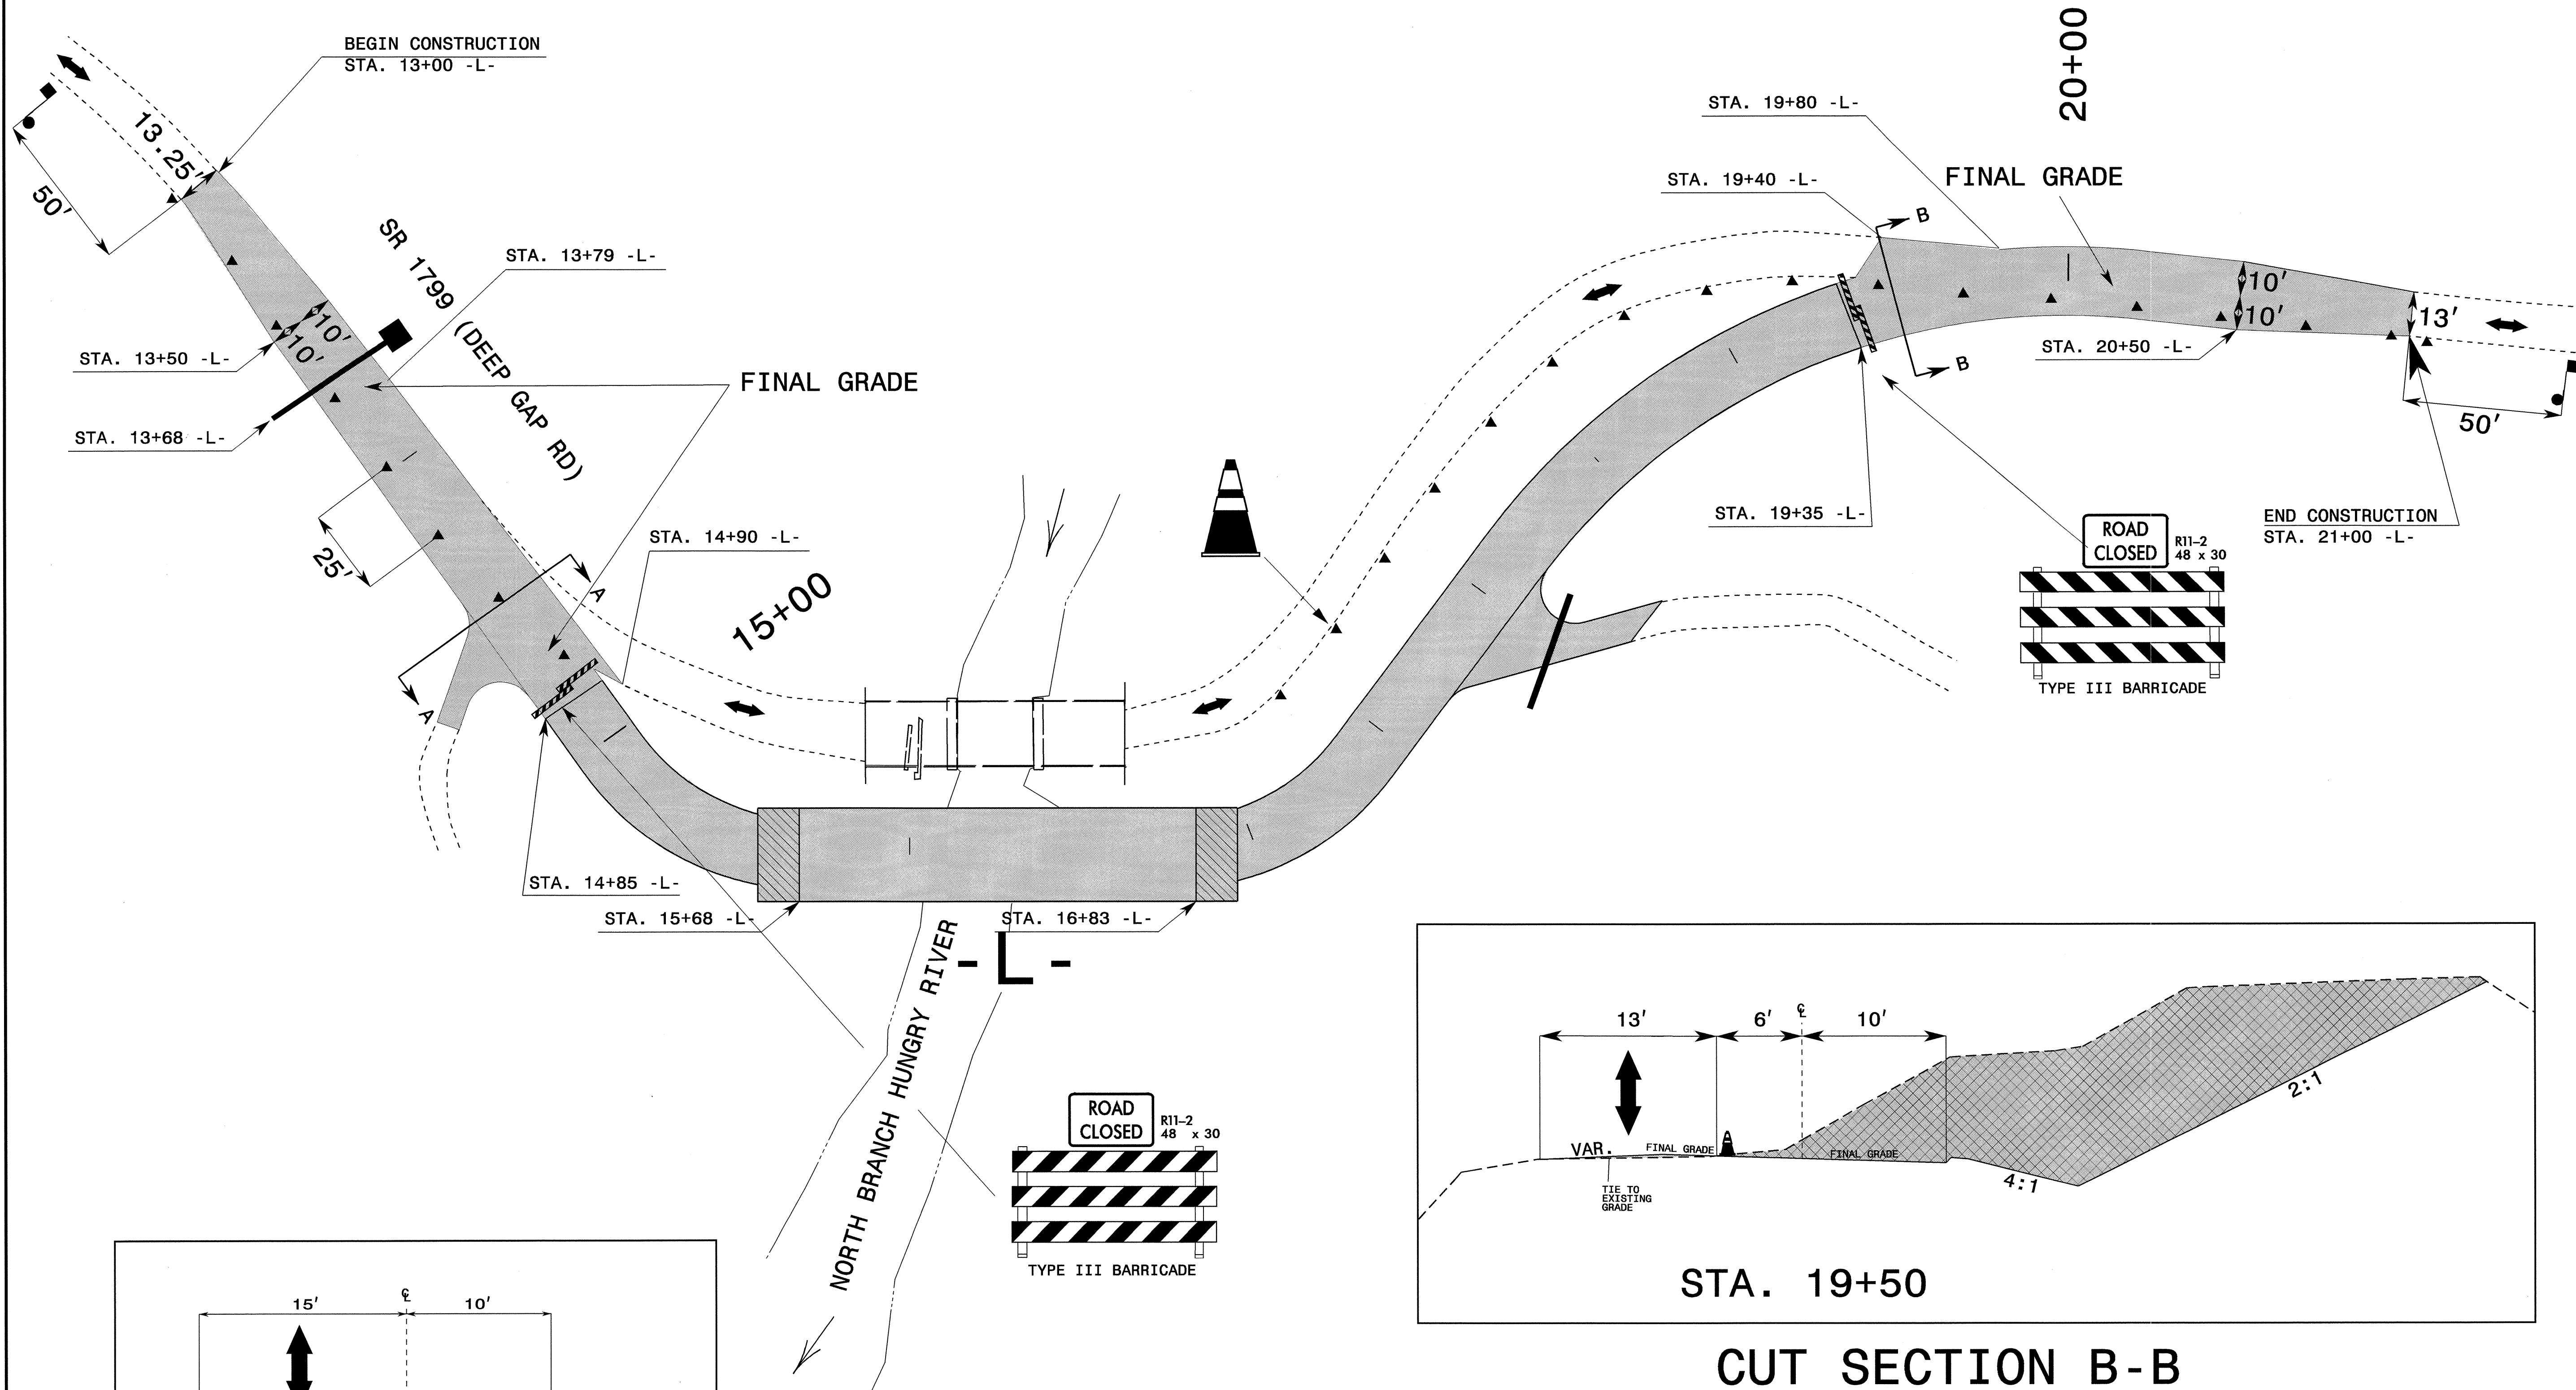 BEGIN CONSTRUCTION
STA. 13+00 -L-
13.25'
50'
SR 1799 (DEEP GAP RD)
STA. 13+79 -L-
10'
10'
STA. 13+50 -L-
STA. 13+68 -L-
FINAL GRADE
25'
STA. 14+90 -L-
A
A
15+00
STA. 14+85 -L-
STA. 15+68 -L-
STA. 16+83 -L-
-L-
NORTH BRANCH HUNGRY RIVER
20+00
STA. 19+80 -L-
STA. 19+40 -L-
FINAL GRADE
B
B
10'
10'
13'
STA. 20+50 -L-
50'
STA. 19+35 -L-
END CONSTRUCTION
STA. 21+00 -L-
ROAD
CLOSED
R11-2
48 x 30
TYPE III BARRICADE
ROAD
CLOSED
R11-2
48 x 30
TYPE III BARRICADE
13'
6'
℄
10'
VAR.
FINAL GRADE
FINAL GRADE
TIE TO
EXISTING
GRADE
4:1
2:1
STA. 19+50
CUT SECTION B-B
15'
℄
10'